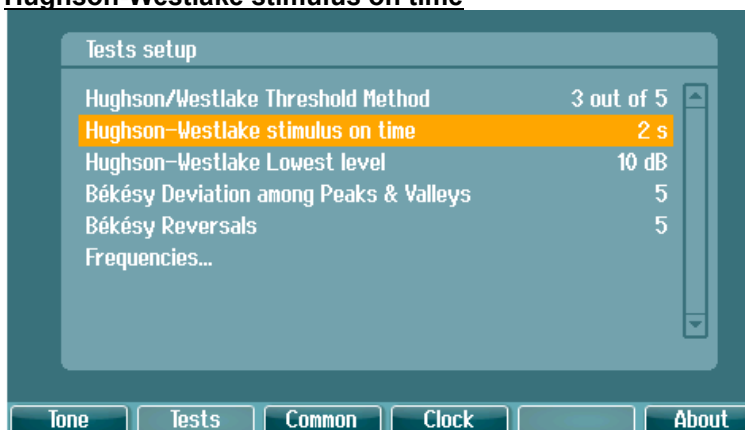 Hughson-Westlake stimulus on time
Tests setup
Hughson/Westlake Threshold Method 3 out of 5
Hughson-Westlake stimulus on time 2 s
Hughson-Westlake Lowest level 10 dB
Békésy Deviation among Peaks & Valleys 5
Békésy Reversals 5
Frequencies...
Tone Tests Common Clock About